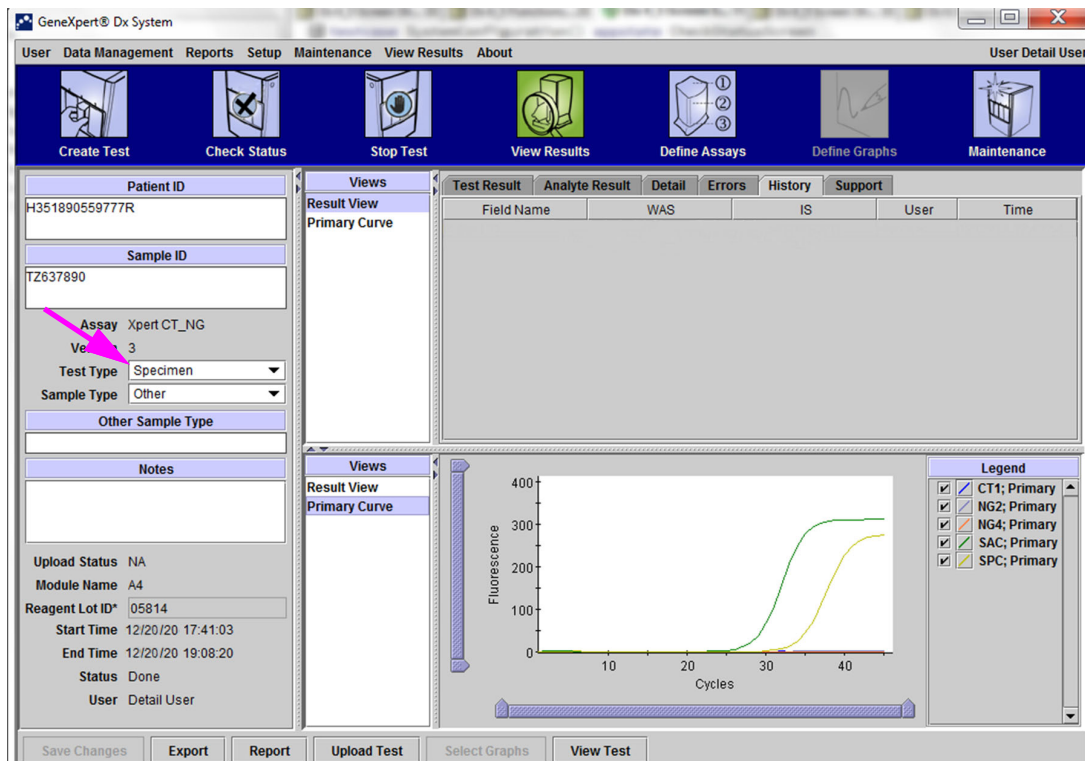 GeneXpert® Dx System
User Data Management Reports Setup Maintenance View Results About User Detail User
Create Test Check Status Stop Test View Results Define Assays Define Graphs Maintenance
Patient ID
H351890559777R
Sample ID
TZ637890
Assay Xpert CT_NG
3
Test Type Specimen
Sample Type Other
Other Sample Type
Notes
Upload Status NA
Module Name A4
Reagent Lot ID* 05814
Start Time 12/20/20 17:41:03
End Time 12/20/20 19:08:20
Status Done
User Detail User
Views
Result View
Primary Curve
Test Result Analyte Result Detail Errors History Support
Field Name WAS IS User Time
Views
Result View
Primary Curve
Fluorescence
400
300
200
100
0
10 20 30 40
Cycles
Legend
CT1; Primary
NG2; Primary
NG4; Primary
SAC; Primary
SPC; Primary
Save Changes Export Report Upload Test Select Graphs View Test